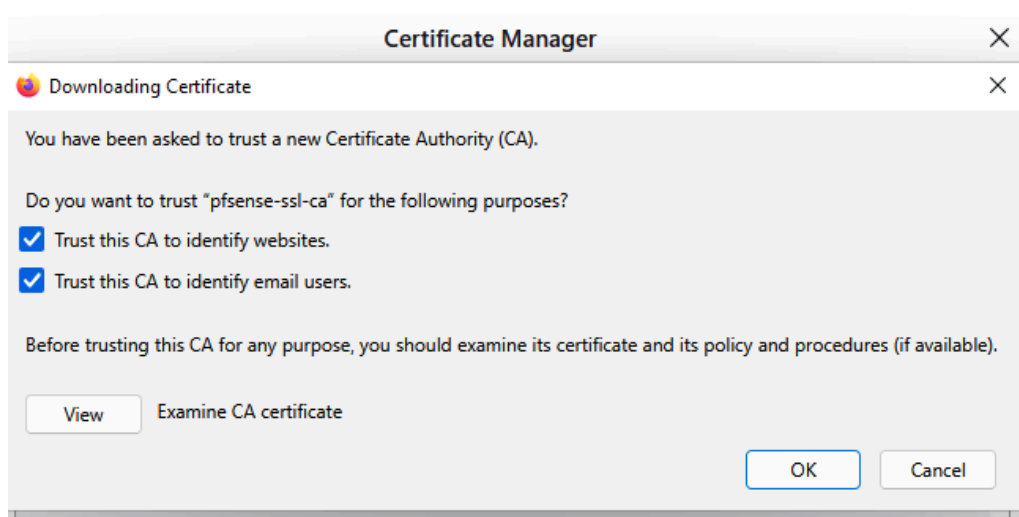 Certificate Manager
Downloading Certificate
You have been asked to trust a new Certificate Authority (CA).
Do you want to trust “pfsense-ssl-ca” for the following purposes?
Trust this CA to identify websites.
Trust this CA to identify email users.
Before trusting this CA for any purpose, you should examine its certificate and its policy and procedures (if available).
View Examine CA certificate
OK Cancel